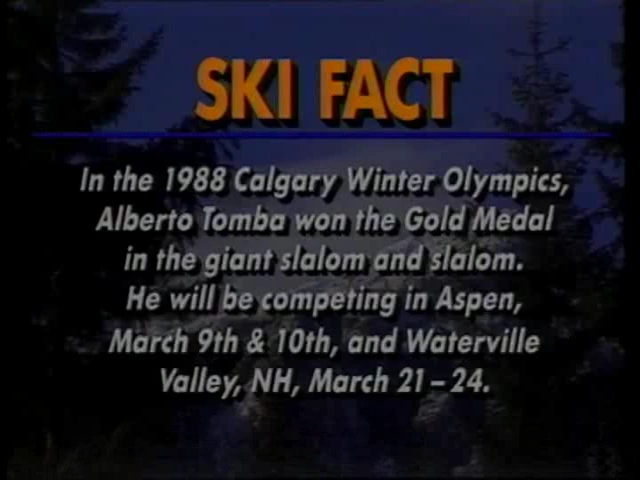 SKI FACT
In the 1988 Calgary Winter Olympics,
Alberto Tomba won the Gold Medal
in the giant slalom and slalom.
He will be competing in Aspen,
March 9th & 10th, and Waterville
Valley, NH, March 21 – 24.